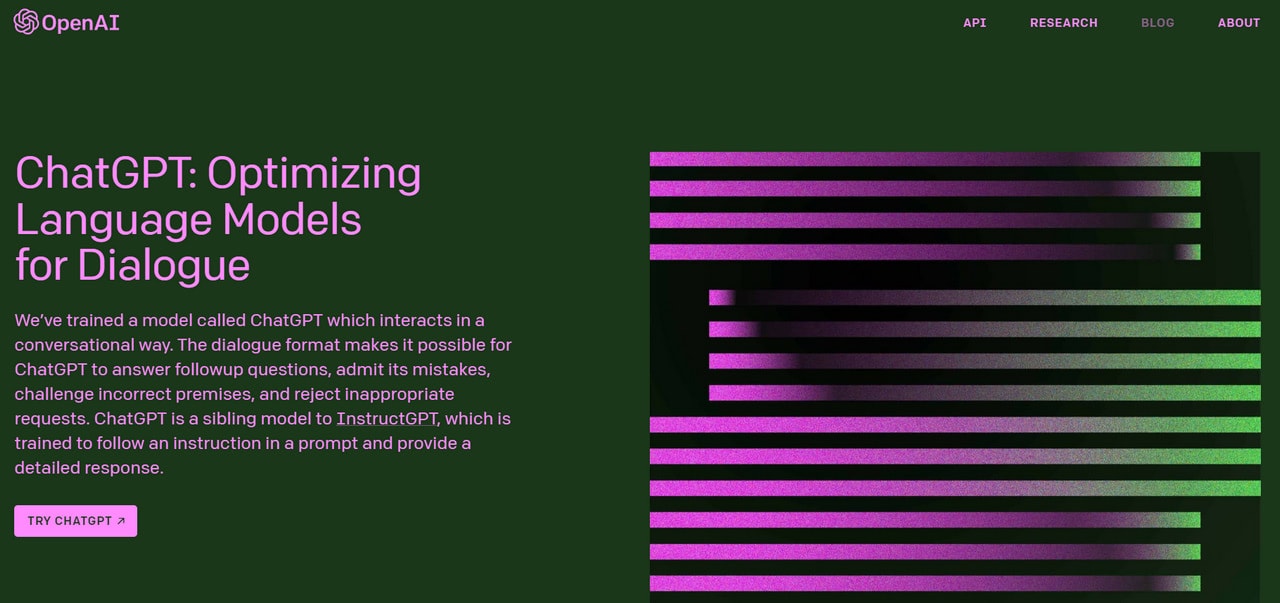 OpenAI
API RESEARCH BLOG ABOUT
ChatGPT: Optimizing
Language Models
for Dialogue
We’ve trained a model called ChatGPT which interacts in a
conversational way. The dialogue format makes it possible for
ChatGPT to answer followup questions, admit its mistakes,
challenge incorrect premises, and reject inappropriate
requests. ChatGPT is a sibling model to InstructGPT, which is
trained to follow an instruction in a prompt and provide a
detailed response.
TRY CHATGPT ↗